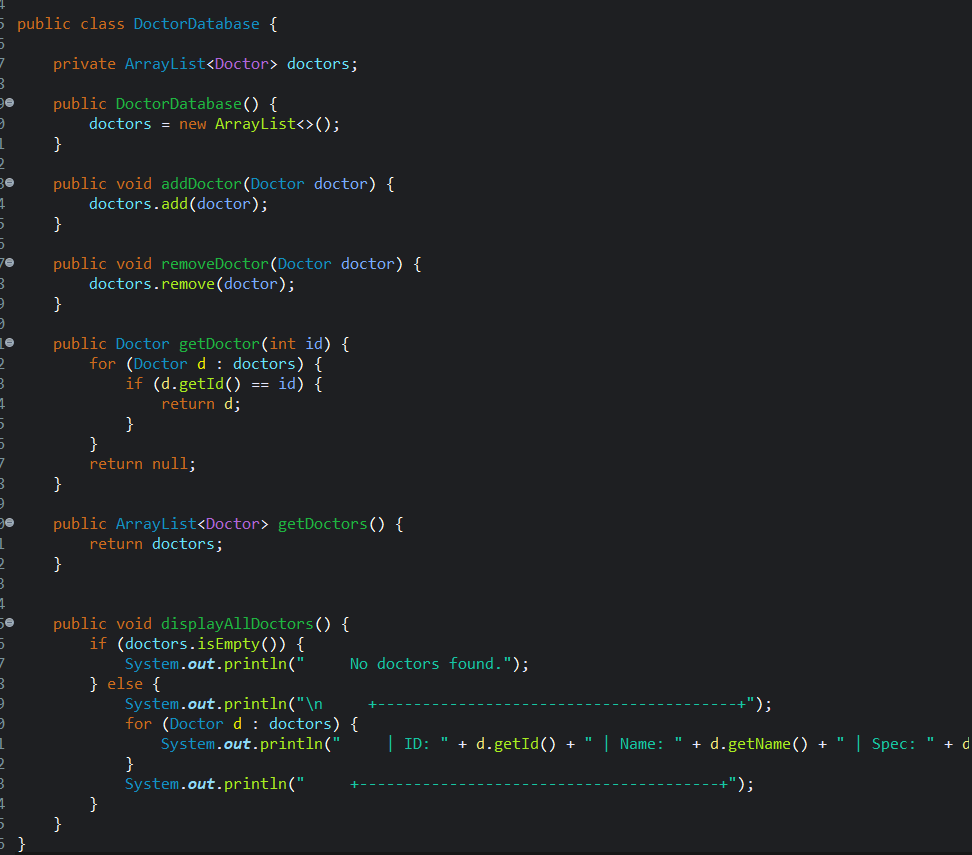 public class DoctorDatabase {
    private ArrayList<Doctor> doctors;
    public DoctorDatabase() {
        doctors = new ArrayList<>();
    }
    public void addDoctor(Doctor doctor) {
        doctors.add(doctor);
    }
    public void removeDoctor(Doctor doctor) {
        doctors.remove(doctor);
    }
    public Doctor getDoctor(int id) {
        for (Doctor d : doctors) {
            if (d.getId() == id) {
                return d;
            }
        }
        return null;
    }
    public ArrayList<Doctor> getDoctors() {
        return doctors;
    }
    public void displayAllDoctors() {
        if (doctors.isEmpty()) {
            System.out.println("     No doctors found.");
        } else {
            System.out.println("\n     +----------------------------------------+");
            for (Doctor d : doctors) {
                System.out.println("     | ID: " + d.getId() + " | Name: " + d.getName() + " | Spec: " + d
            }
            System.out.println("     +----------------------------------------+");
        }
    }
}